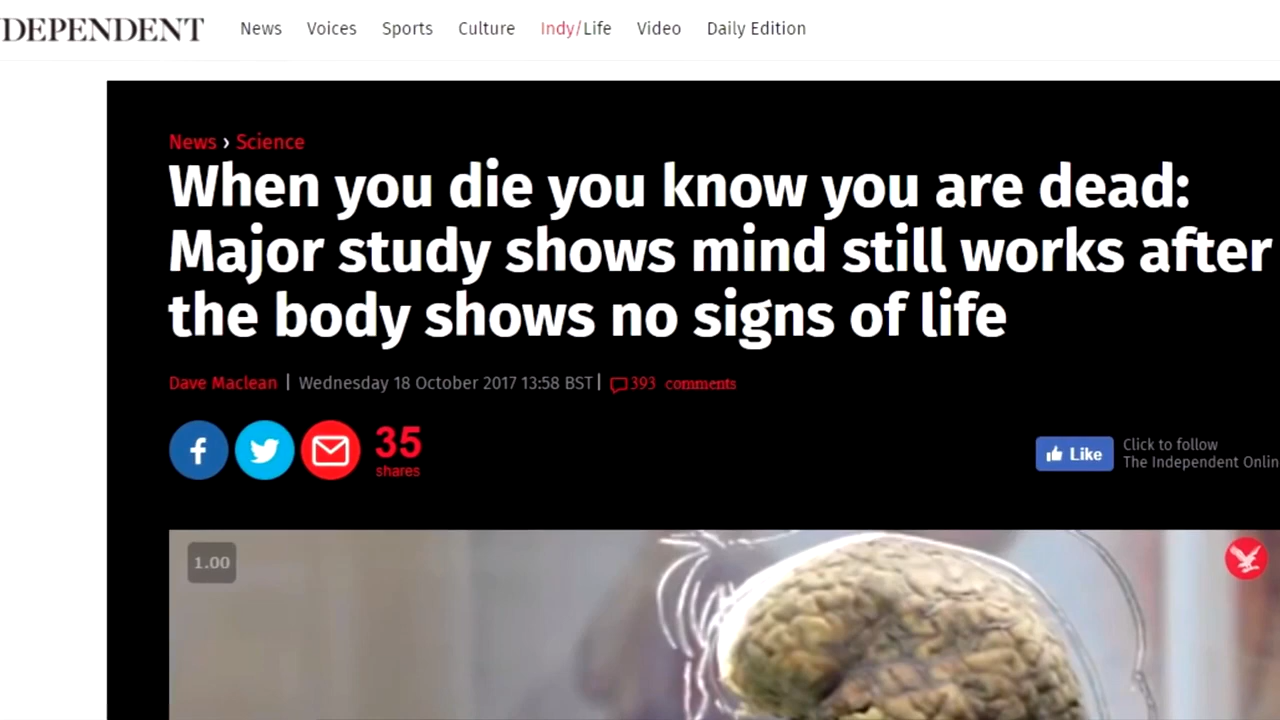 DEPENDENT
News Voices Sports Culture Indy/Life Video Daily Edition
News › Science
When you die you know you are dead:
Major study shows mind still works after
the body shows no signs of life
Dave Maclean | Wednesday 18 October 2017 13:58 BST | 393 comments
35
shares
Like
Click to follow
The Independent Onlin
1.00